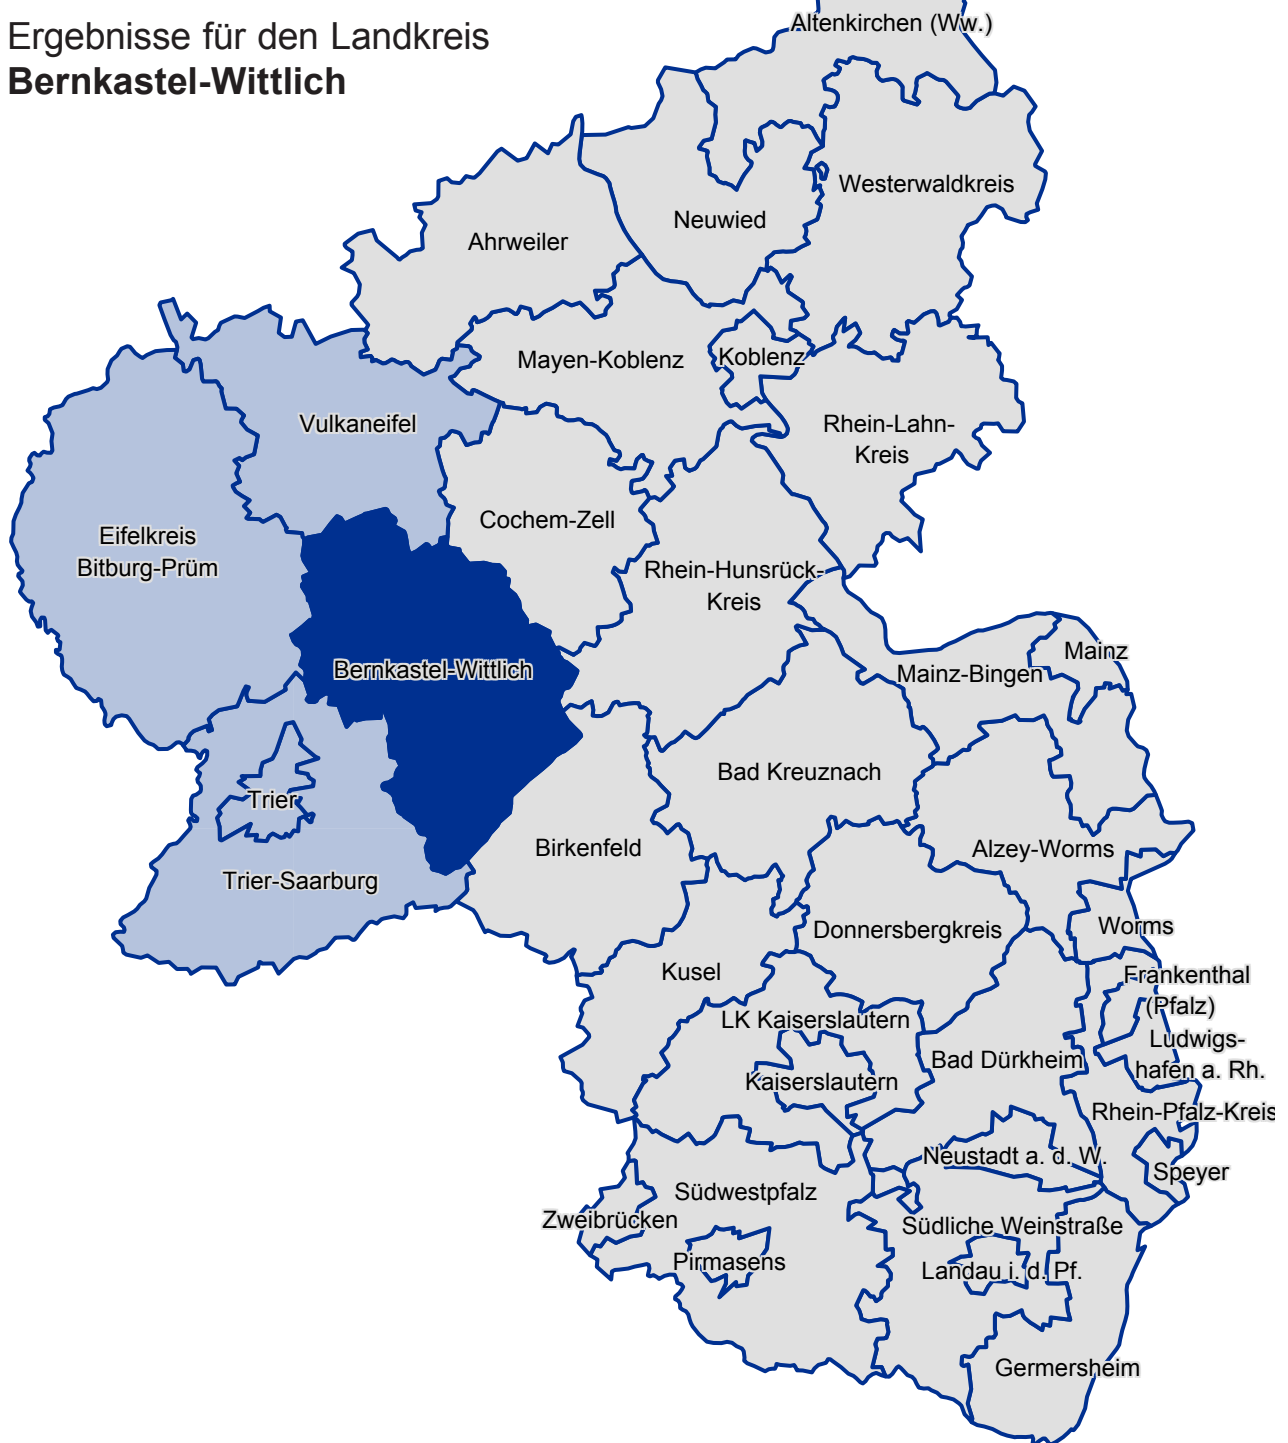 Ergebnisse für den Landkreis
Bernkastel-Wittlich
Altenkirchen (Ww.)
Westerwaldkreis
Neuwied
Ahrweiler
Mayen-Koblenz
Koblenz
Vulkaneifel
Rhein-Lahn-
Kreis
Cochem-Zell
Eifelkreis
Bitburg-Prüm
Rhein-Hunsrück-
Kreis
Mainz
Bernkastel-Wittlich
Mainz-Bingen
Bad Kreuznach
Trier
Birkenfeld
Alzey-Worms
Trier-Saarburg
Worms
Donnersbergkreis
Kusel
Frankenthal
(Pfalz)
LK Kaiserslautern
Ludwigs-
hafen a. Rh.
Bad Dürkheim
Kaiserslautern
Rhein-Pfalz-Kreis
Neustadt a. d. W.
Speyer
Südwestpfalz
Zweibrücken
Südliche Weinstraße
Pirmasens
Landau i. d. Pf.
Germersheim